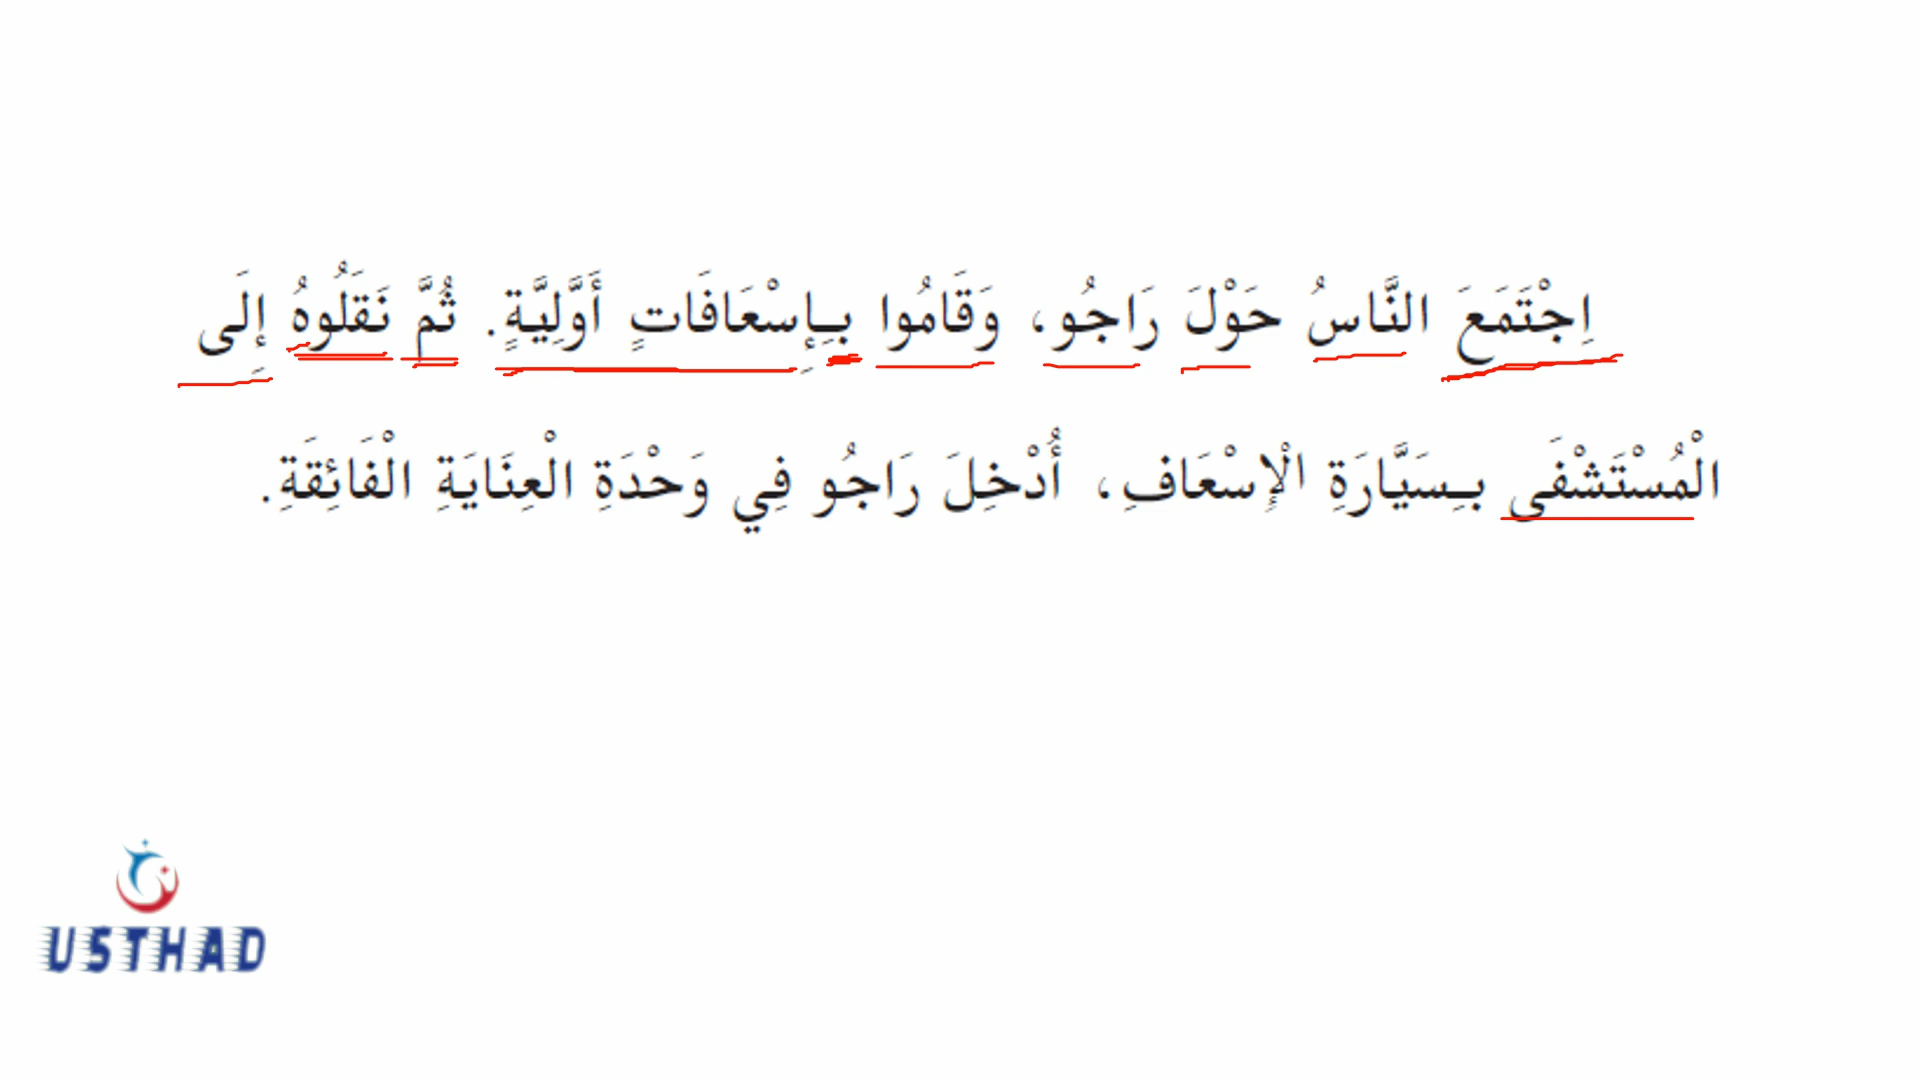 اِجْتَمَعَ النَّاسُ حَوْلَ رَاجُو، وَقَامُوا بِإِسْعَافَاتٍ أَوَّلِيَّةٍ. ثُمَّ نَقَلُوهُ إِلَى
الْمُسْتَشْفَى بِسَيَّارَةِ الْإِسْعَافِ، أُدْخِلَ رَاجُو فِي وَحْدَةِ الْعِنَايَةِ الْفَائِقَةِ.
USTHAD